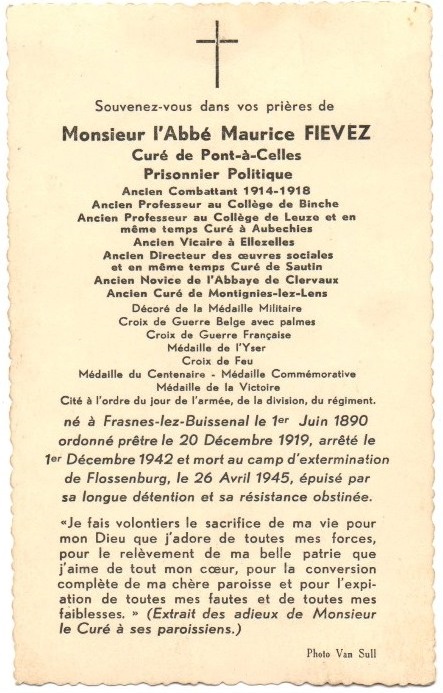 Souvenez-vous dans vos prières de
Monsieur l'Abbé Maurice FIEVEZ
Curé de Pont-à-Celles
Prisonnier Politique
Ancien Combattant 1914-1918
Ancien Professeur au Collège de Binche
Ancien Professeur au Collège de Leuze et en
même temps Curé à Aubechies
Ancien Vicaire à Ellezelles
Ancien Directeur des œuvres sociales
et en même temps Curé de Sautin
Ancien Novice de l'Abbaye de Clervaux
Ancien Curé de Montignies-lez-Lens
Décoré de la Médaille Militaire
Croix de Guerre Belge avec palmes
Croix de Guerre Française
Médaille de l'Yser
Croix de Feu
Médaille du Centenaire - Médaille Commémorative
Médaille de la Victoire
Cité à l'ordre du jour de l'armée, de la division, du régiment.
né à Frasnes-lez-Buissenal le 1er Juin 1890
ordonné prêtre le 20 Décembre 1919, arrêté le
1er Décembre 1942 et mort au camp d'extermination
de Flossenburg, le 26 Avril 1945, épuisé par
sa longue détention et sa résistance obstinée.
«Je fais volontiers le sacrifice de ma vie pour
mon Dieu que j'adore de toutes mes forces,
pour le relèvement de ma belle patrie que
j'aime de tout mon cœur, pour la conversion
complète de ma chère paroisse et pour l'expi-
ation de toutes mes fautes et de toutes mes
faiblesses. » (Extrait des adieux de Monsieur
le Curé à ses paroissiens.)
Photo Van Sull